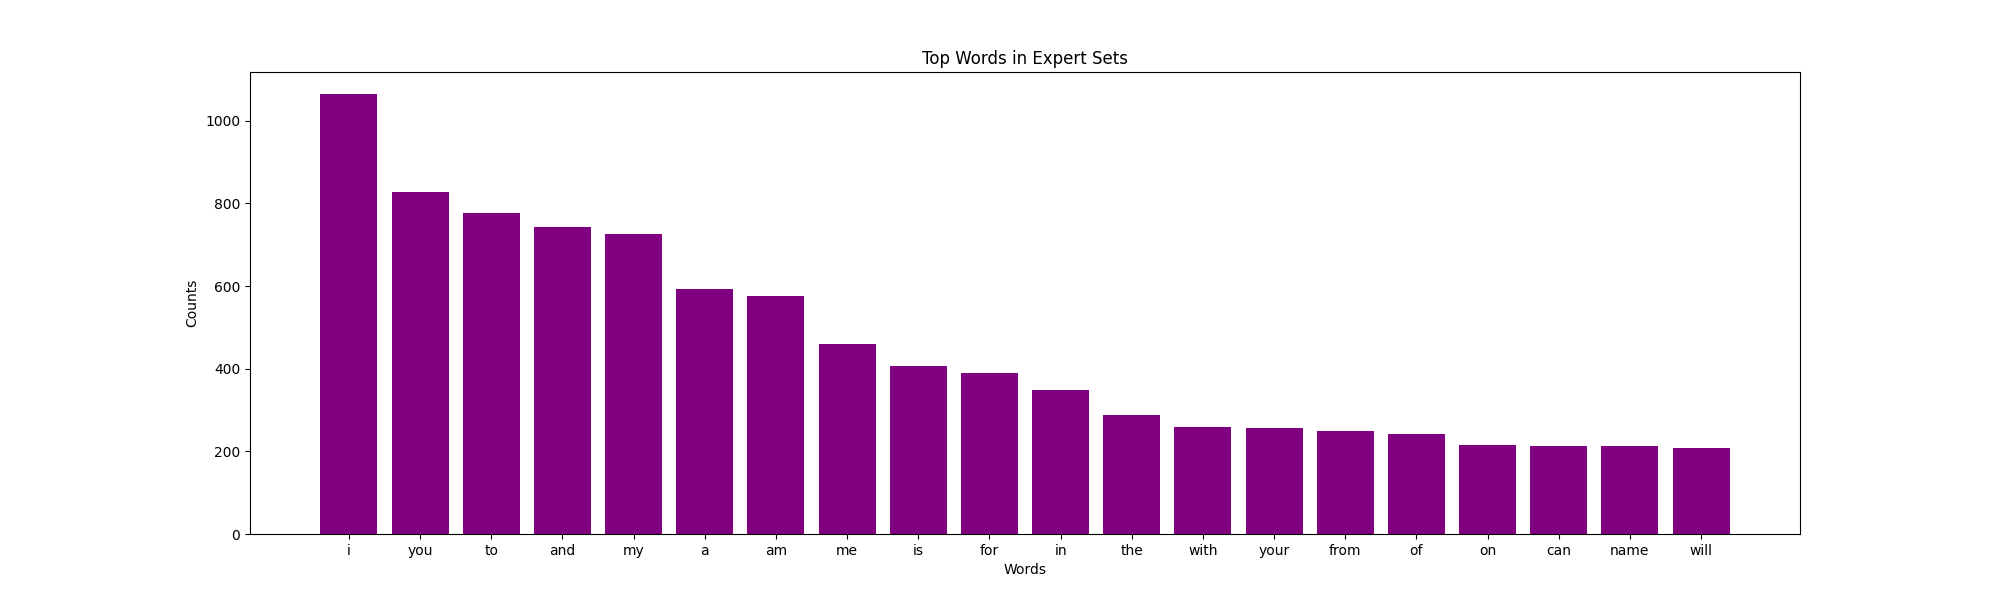 Top Words in Expert Sets
Counts
1000
800
600
400
200
0
i you to and my a am me is for in the with your from of on can name will
Words